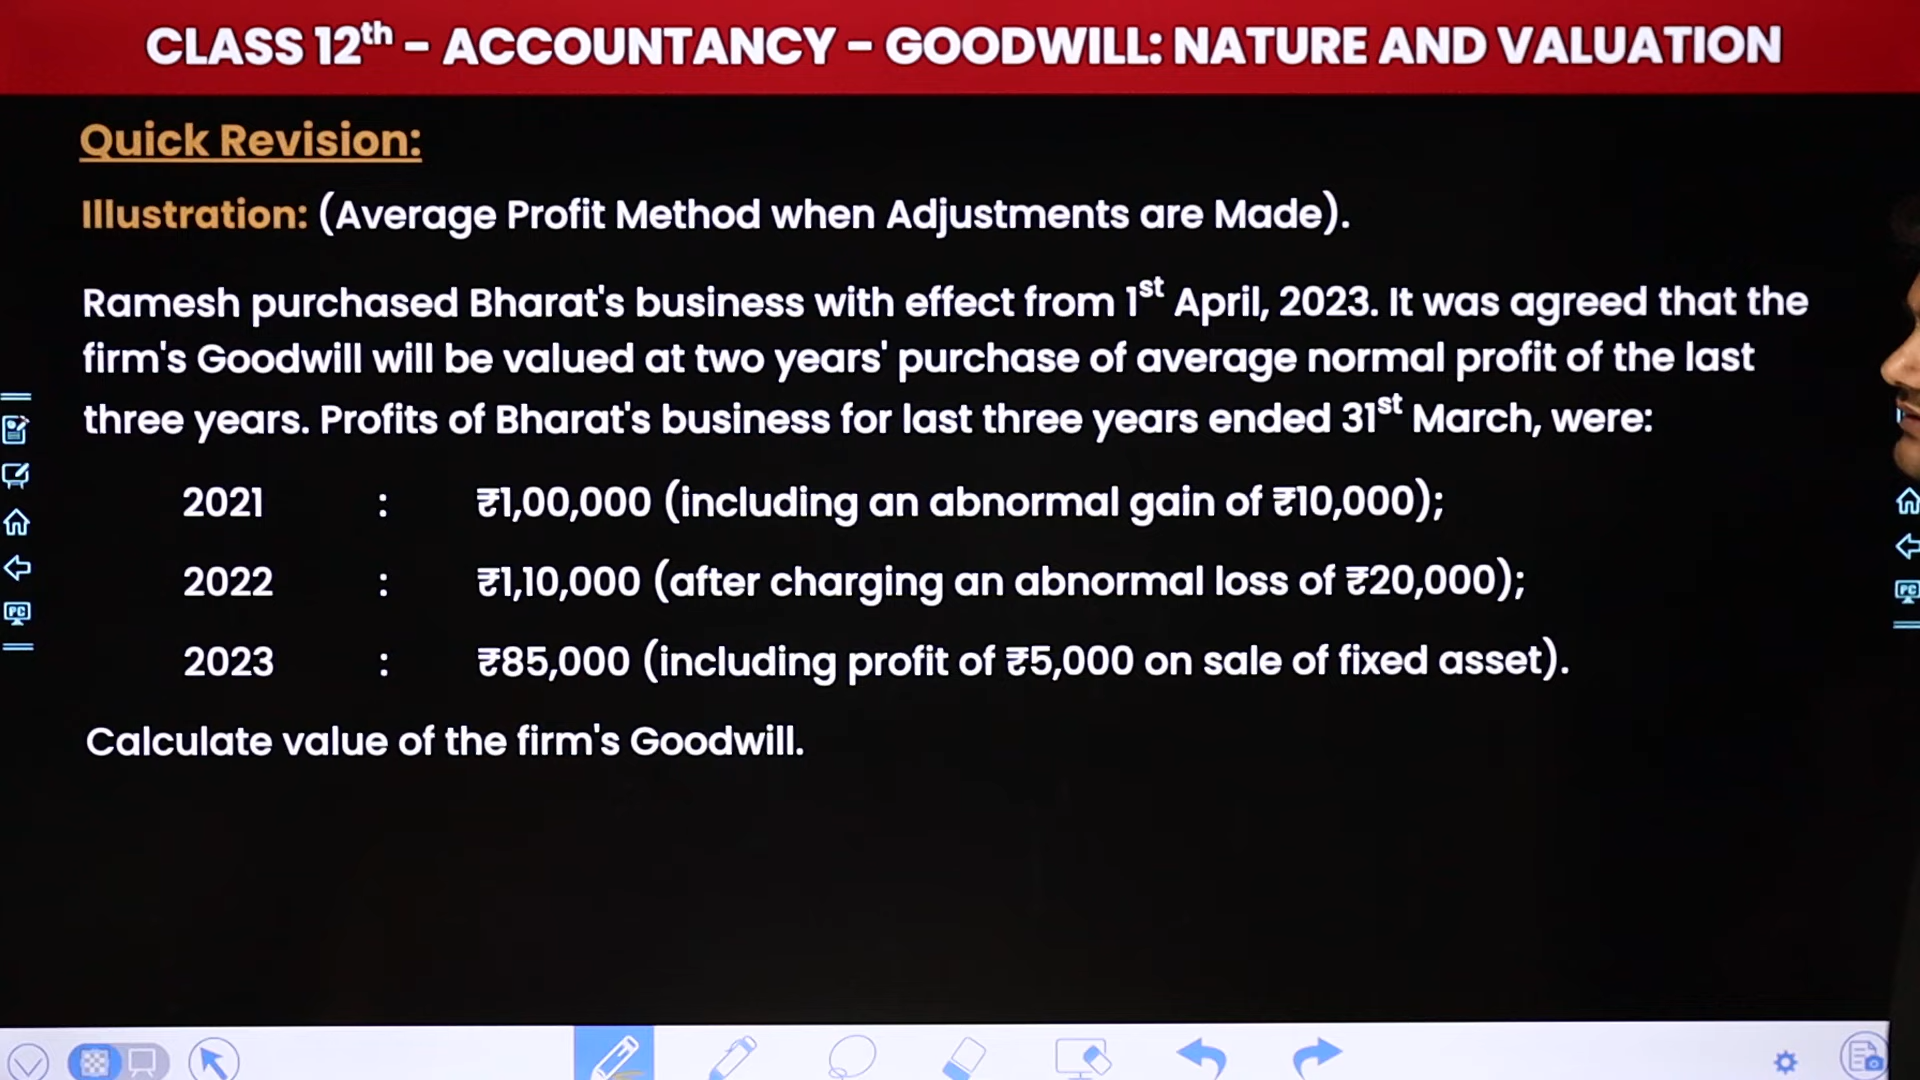 CLASS 12th - ACCOUNTANCY - GOODWILL: NATURE AND VALUATION
Quick Revision:
Illustration: (Average Profit Method when Adjustments are Made).
Ramesh purchased Bharat's business with effect from 1st April, 2023. It was agreed that the
firm's Goodwill will be valued at two years' purchase of average normal profit of the last
three years. Profits of Bharat's business for last three years ended 31st March, were:
2021 : ₹1,00,000 (including an abnormal gain of ₹10,000);
2022 : ₹1,10,000 (after charging an abnormal loss of ₹20,000);
2023 : ₹85,000 (including profit of ₹5,000 on sale of fixed asset).
Calculate value of the firm's Goodwill.
PC
PC